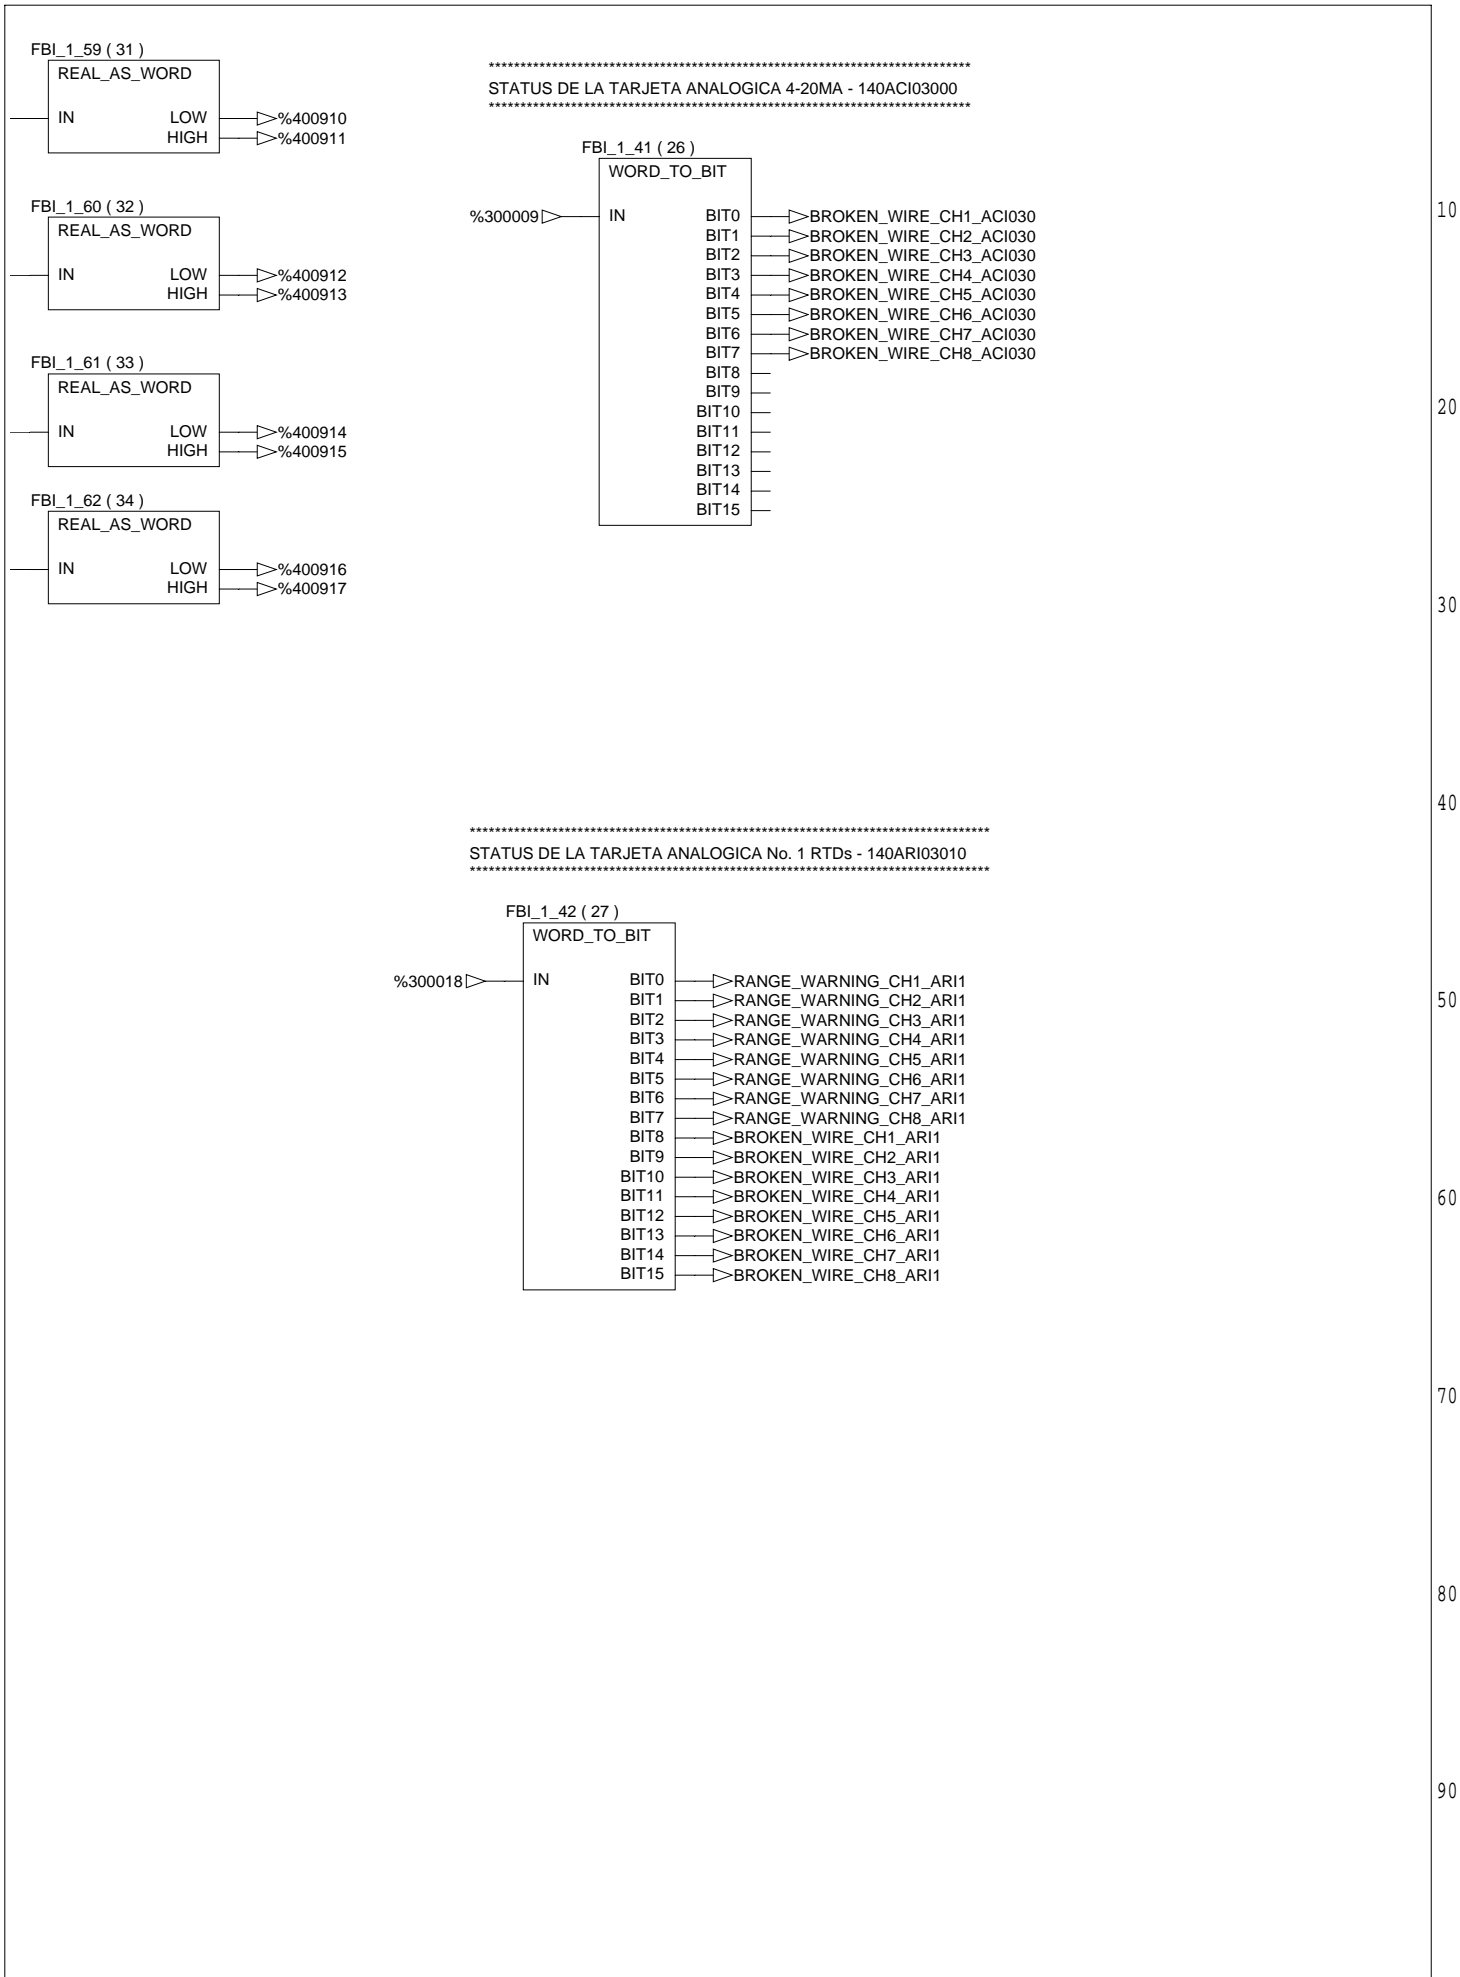 FBI_1_59 ( 31 )
REAL_AS_WORD
IN LOW %400910
HIGH %400911
FBI_1_60 ( 32 )
REAL_AS_WORD
IN LOW %400912
HIGH %400913
FBI_1_61 ( 33 )
REAL_AS_WORD
IN LOW %400914
HIGH %400915
FBI_1_62 ( 34 )
REAL_AS_WORD
IN LOW %400916
HIGH %400917
****************************************************************************
STATUS DE LA TARJETA ANALOGICA 4-20MA - 140ACI03000
****************************************************************************
FBI_1_41 ( 26 )
WORD_TO_BIT
%300009 IN BIT0 BROKEN_WIRE_CH1_ACI030
BIT1 BROKEN_WIRE_CH2_ACI030
BIT2 BROKEN_WIRE_CH3_ACI030
BIT3 BROKEN_WIRE_CH4_ACI030
BIT4 BROKEN_WIRE_CH5_ACI030
BIT5 BROKEN_WIRE_CH6_ACI030
BIT6 BROKEN_WIRE_CH7_ACI030
BIT7 BROKEN_WIRE_CH8_ACI030
BIT8
BIT9
BIT10
BIT11
BIT12
BIT13
BIT14
BIT15
**********************************************************************************
STATUS DE LA TARJETA ANALOGICA No. 1 RTDs - 140ARI03010
**********************************************************************************
FBI_1_42 ( 27 )
WORD_TO_BIT
%300018 IN BIT0 RANGE_WARNING_CH1_ARI1
BIT1 RANGE_WARNING_CH2_ARI1
BIT2 RANGE_WARNING_CH3_ARI1
BIT3 RANGE_WARNING_CH4_ARI1
BIT4 RANGE_WARNING_CH5_ARI1
BIT5 RANGE_WARNING_CH6_ARI1
BIT6 RANGE_WARNING_CH7_ARI1
BIT7 RANGE_WARNING_CH8_ARI1
BIT8 BROKEN_WIRE_CH1_ARI1
BIT9 BROKEN_WIRE_CH2_ARI1
BIT10 BROKEN_WIRE_CH3_ARI1
BIT11 BROKEN_WIRE_CH4_ARI1
BIT12 BROKEN_WIRE_CH5_ARI1
BIT13 BROKEN_WIRE_CH6_ARI1
BIT14 BROKEN_WIRE_CH7_ARI1
BIT15 BROKEN_WIRE_CH8_ARI1
10
20
30
40
50
60
70
80
90